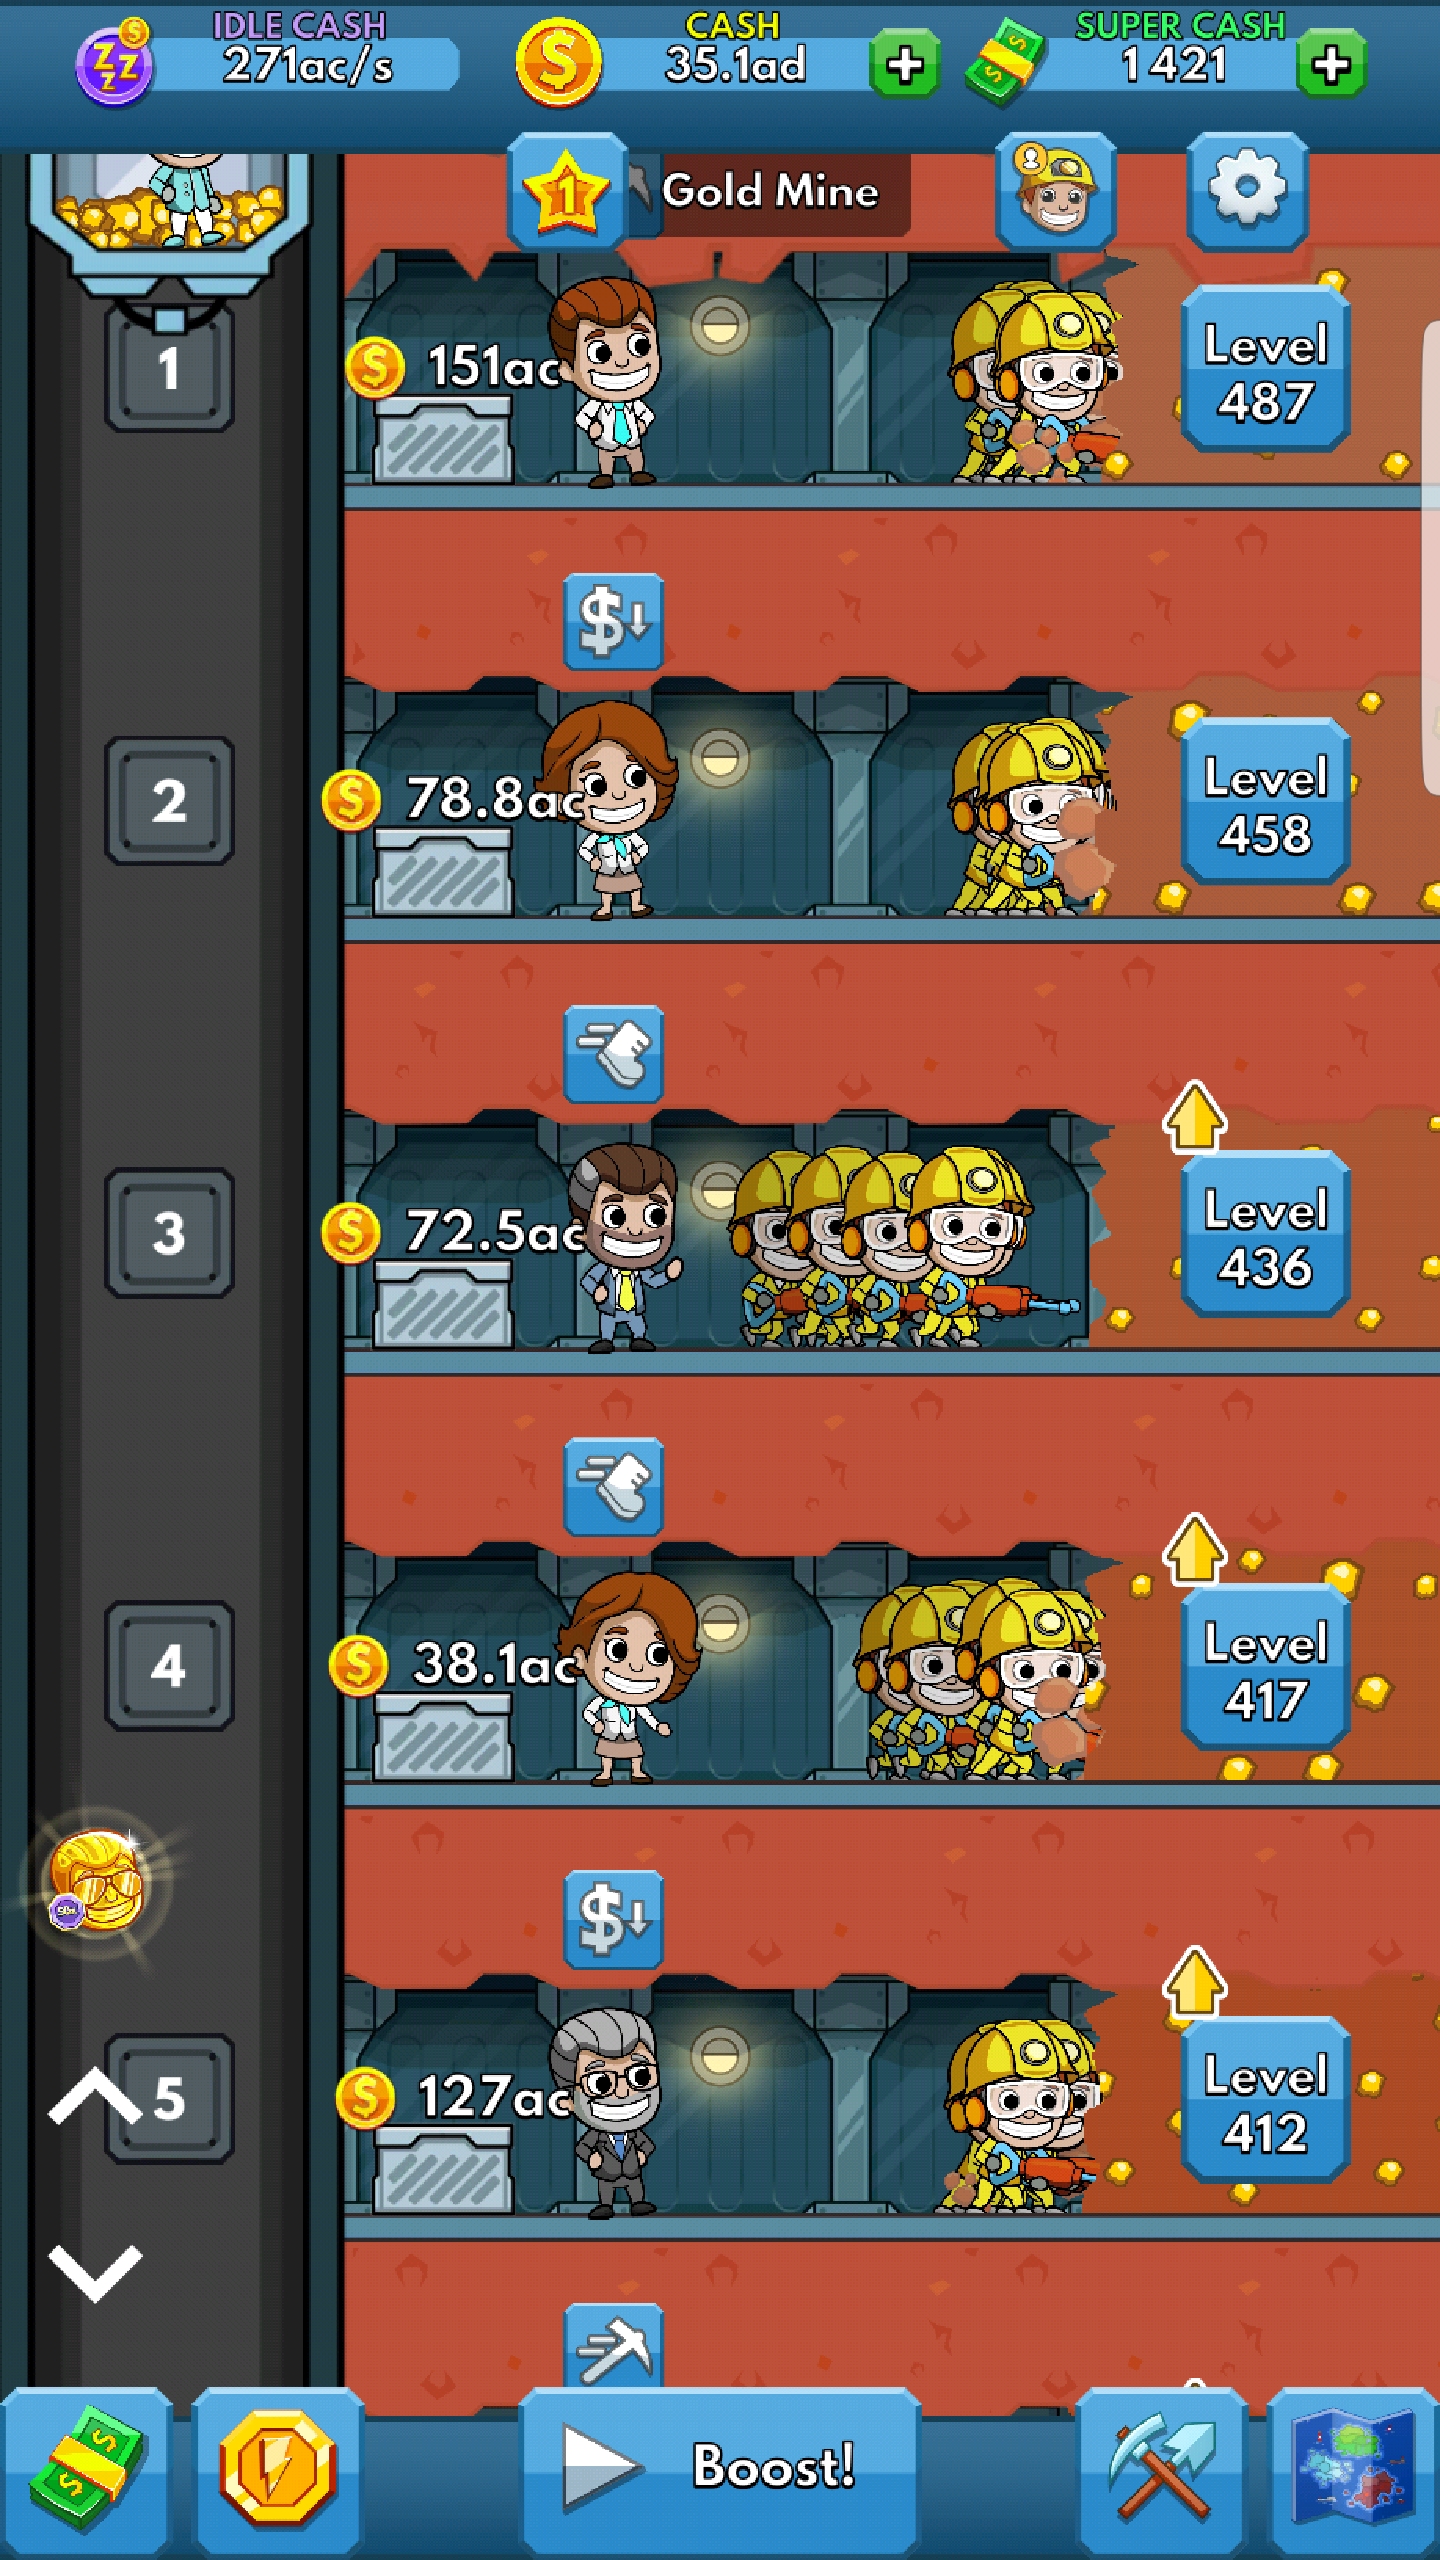 IDLE CASH
271ac/s
CASH
35.1ad
SUPER CASH
1 421
1
Gold Mine
1
151ac
Level
487
2
78.8ac
Level
458
3
72.5ac
Level
436
4
38.1ac
Level
417
5
127ac
Level
412
Boost!